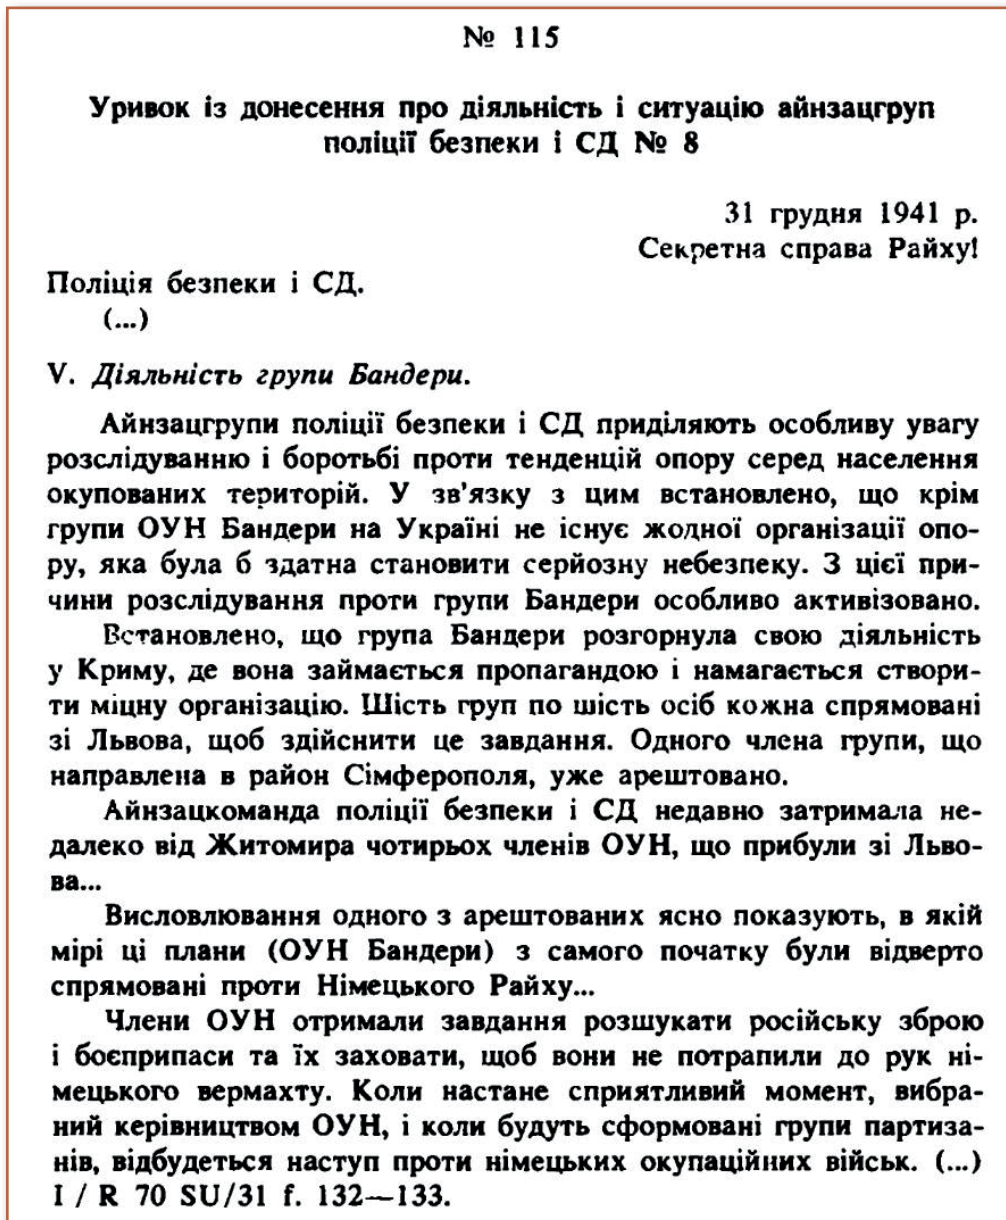 № 115
Уривок із донесення про діяльність і ситуацію айнзацгруп
поліції безпеки і СД № 8
31 грудня 1941 р.
Секретна справа Райху!
Поліція безпеки і СД.
(...)
V. Діяльність групи Бандери.
Айнзацгрупи поліції безпеки і СД приділяють особливу увагу
розслідуванню і боротьбі проти тенденцій опору серед населення
окупованих територій. У зв'язку з цим встановлено, що крім
групи ОУН Бандери на Україні не існує жодної організації опо-
ру, яка була б здатна становити серйозну небезпеку. З цієї при-
чини розслідування проти групи Бандери особливо активізовано.
Встановлено, що група Бандери розгорнула свою діяльність
у Криму, де вона займається пропагандою і намагається створи-
ти міцну організацію. Шість груп по шість осіб кожна спрямовані
зі Львова, щоб здійснити це завдання. Одного члена групи, що
направлена в район Сімферополя, уже арештовано.
Айнзацкоманда поліції безпеки і СД недавно затримала не-
далеко від Житомира чотирьох членів ОУН, що прибули зі Льво-
ва...
Висловлювання одного з арештованих ясно показують, в якій
мірі ці плани (ОУН Бандери) з самого початку були відверто
спрямовані проти Німецького Райху...
Члени ОУН отримали завдання розшукати російську зброю
і боєприпаси та їх заховати, щоб вони не потрапили до рук ні-
мецького вермахту. Коли настане сприятливий момент, вибра-
ний керівництвом ОУН, і коли будуть сформовані групи партиза-
нів, відбудеться наступ проти німецьких окупаційних військ. (...)
I / R 70 SU/31 f. 132—133.